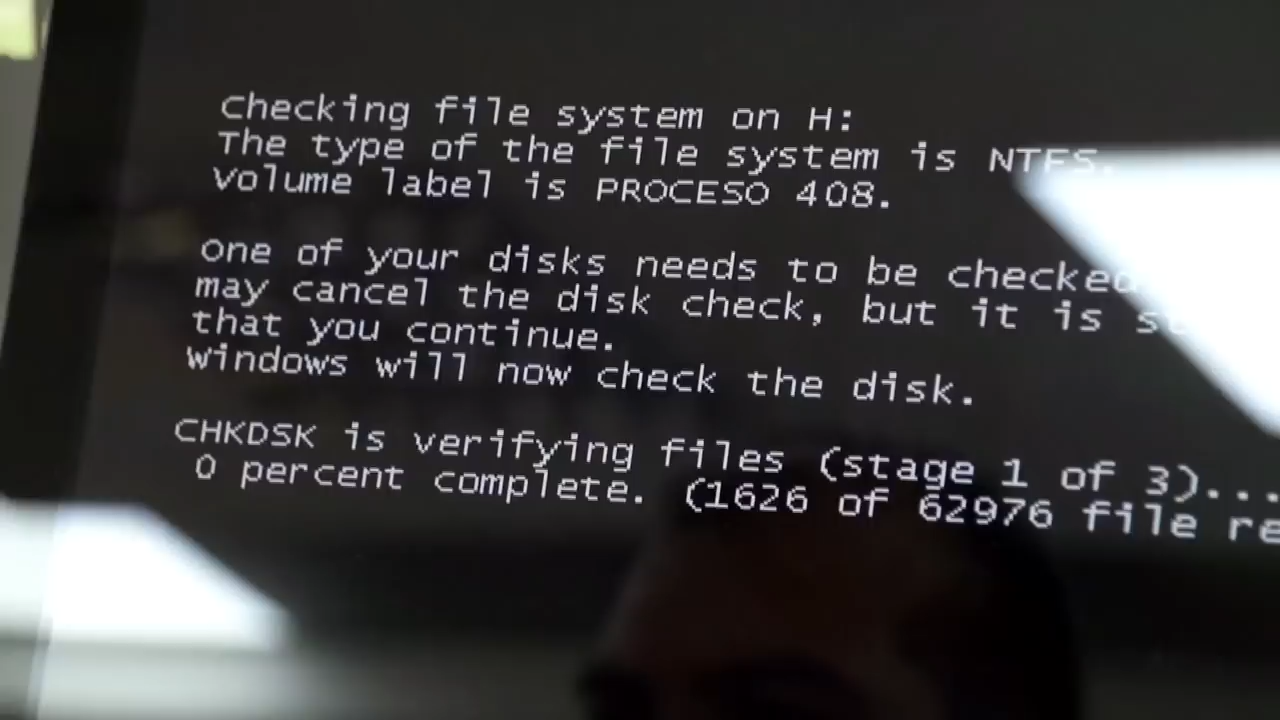 Checking file system on H:
The type of the file system is NTFS.
Volume label is PROCESO 408.
One of your disks needs to be checked
may cancel the disk check, but it is
that you continue.
Windows will now check the disk.
CHKDSK is verifying files (stage 1 of 3)...
0 percent complete. (1626 of 62976 file re